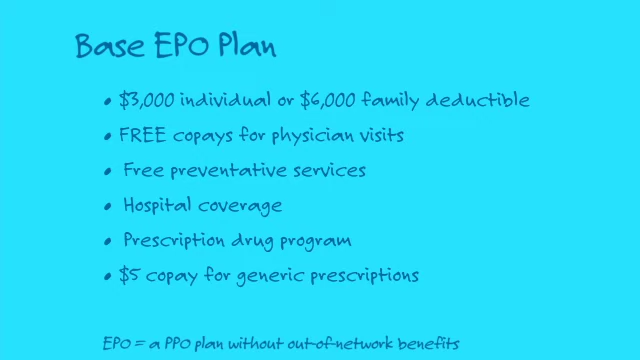 Base EPO Plan
• $3,000 individual or $6,000 family deductible
• FREE copays for physician visits
• Free preventative services
• Hospital coverage
• Prescription drug program
• $5 copay for generic prescriptions
EPO = a PPO plan without out-of-network benefits